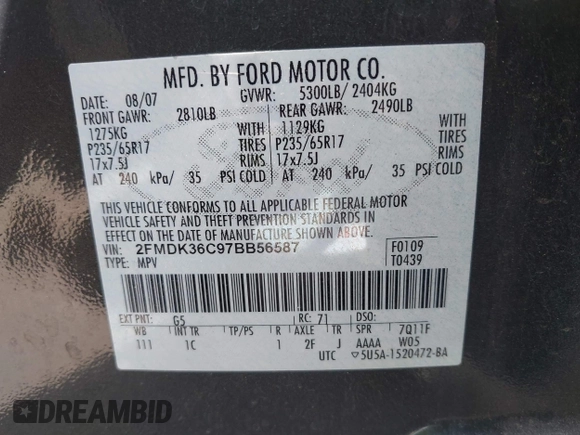 MFD. BY FORD MOTOR CO.
DATE: 08/07 GVWR: 5300LB/ 2404KG
FRONT GAWR: 2810LB REAR GAWR: 2490LB
1275KG WITH 1129KG WITH
P235/65R17 TIRES P235/65R17 TIRES
17x7.5J RIMS 17x7.5J RIMS
AT 240 kPa/ 35 PSI COLD AT 240 kPa/ 35 PSI COLD
THIS VEHICLE CONFORMS TO ALL APPLICABLE FEDERAL MOTOR
VEHICLE SAFETY AND THEFT PREVENTION STANDARDS IN
EFFECT ON THE DATE OF MANUFACTURE SHOWN ABOVE.
VIN: 2FMDK36C97BB56587 F0109
TYPE: MPV T0439
EXT PNT: G5 RC: 71 DSO:
WB INT TR TP/PS R AXLE TR SPR 7Q11F
111 1C 1 2F J AAAA W05
UTC ▽5U5A-1520472-BA
DREAMBID